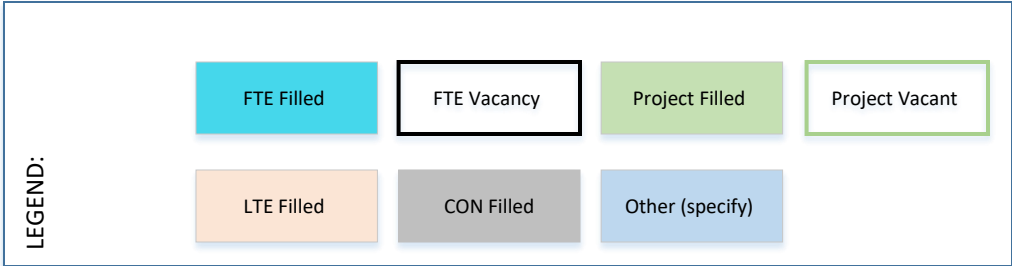 FTE Filled
FTE Vacancy
Project Filled
Project Vacant
LEGEND:
LTE Filled
CON Filled
Other (specify)